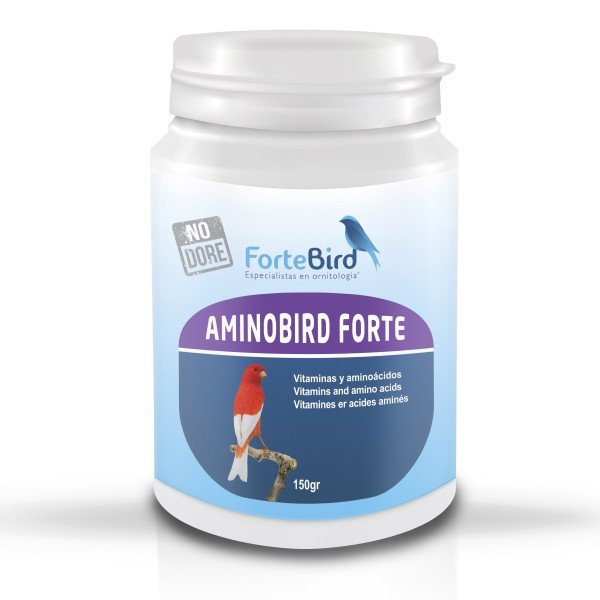 NO
DORE
ForteBird
Especialistas en ornitología
AMINOBIRD FORTE
Vitaminas y aminoácidos
Vitamins and amino acids
Vitamines er acides aminés
150gr